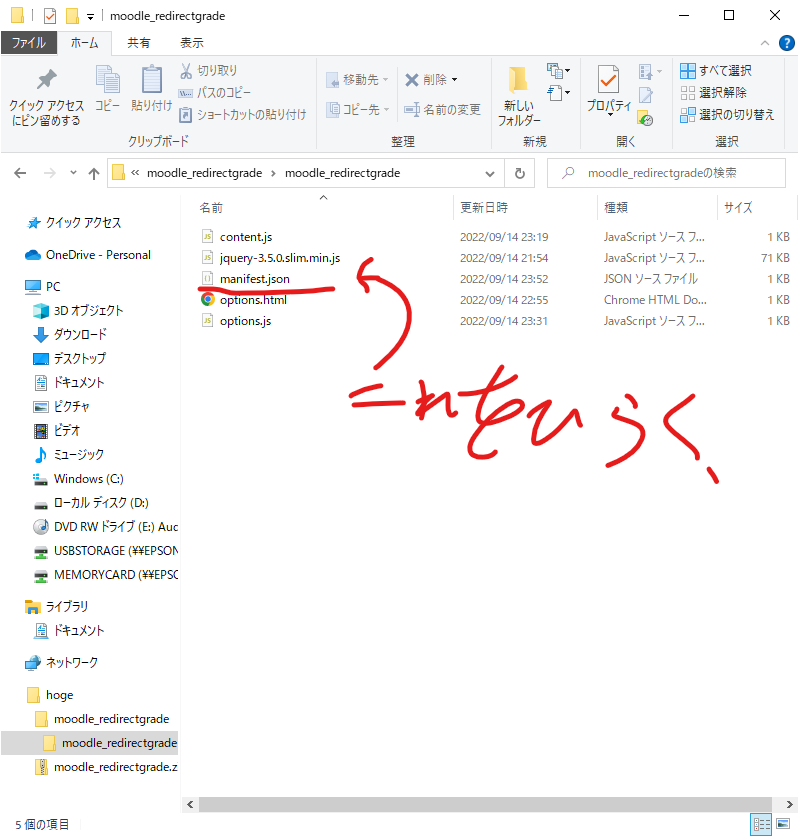 moodle_redirectgrade
ファイル ホーム 共有 表示
クイック アクセスにピン留めする
コピー
貼り付け
切り取り
パスのコピー
ショートカットの貼り付け
クリップボード
移動先
コピー先
削除
名前の変更
整理
新しいフォルダー
新規
プロパティ
開く
すべて選択
選択解除
選択の切り替え
選択
« moodle_redirectgrade › moodle_redirectgrade
moodle_redirectgradeの検索
名前 更新日時 種類 サイズ
content.js 2022/09/14 23:19 JavaScript ソース フ... 1 KB
jquery-3.5.0.slim.min.js 2022/09/14 21:54 JavaScript ソース フ... 71 KB
manifest.json 2022/09/14 23:52 JSON ソース ファイル 1 KB
options.html 2022/09/14 22:55 Chrome HTML Do... 1 KB
options.js 2022/09/14 23:31 JavaScript ソース フ... 1 KB
これをひらく、
クイック アクセス
OneDrive - Personal
PC
3D オブジェクト
ダウンロード
デスクトップ
ドキュメント
ピクチャ
ビデオ
ミュージック
Windows (C:)
ローカル ディスク (D:)
DVD RW ドライブ (E:) Auc
USBSTORAGE (¥¥EPSON
MEMORYCARD (¥¥EPSC
ライブラリ
ドキュメント
ネットワーク
hoge
moodle_redirectgrade
moodle_redirectgrade
moodle_redirectgrade.z
5 個の項目